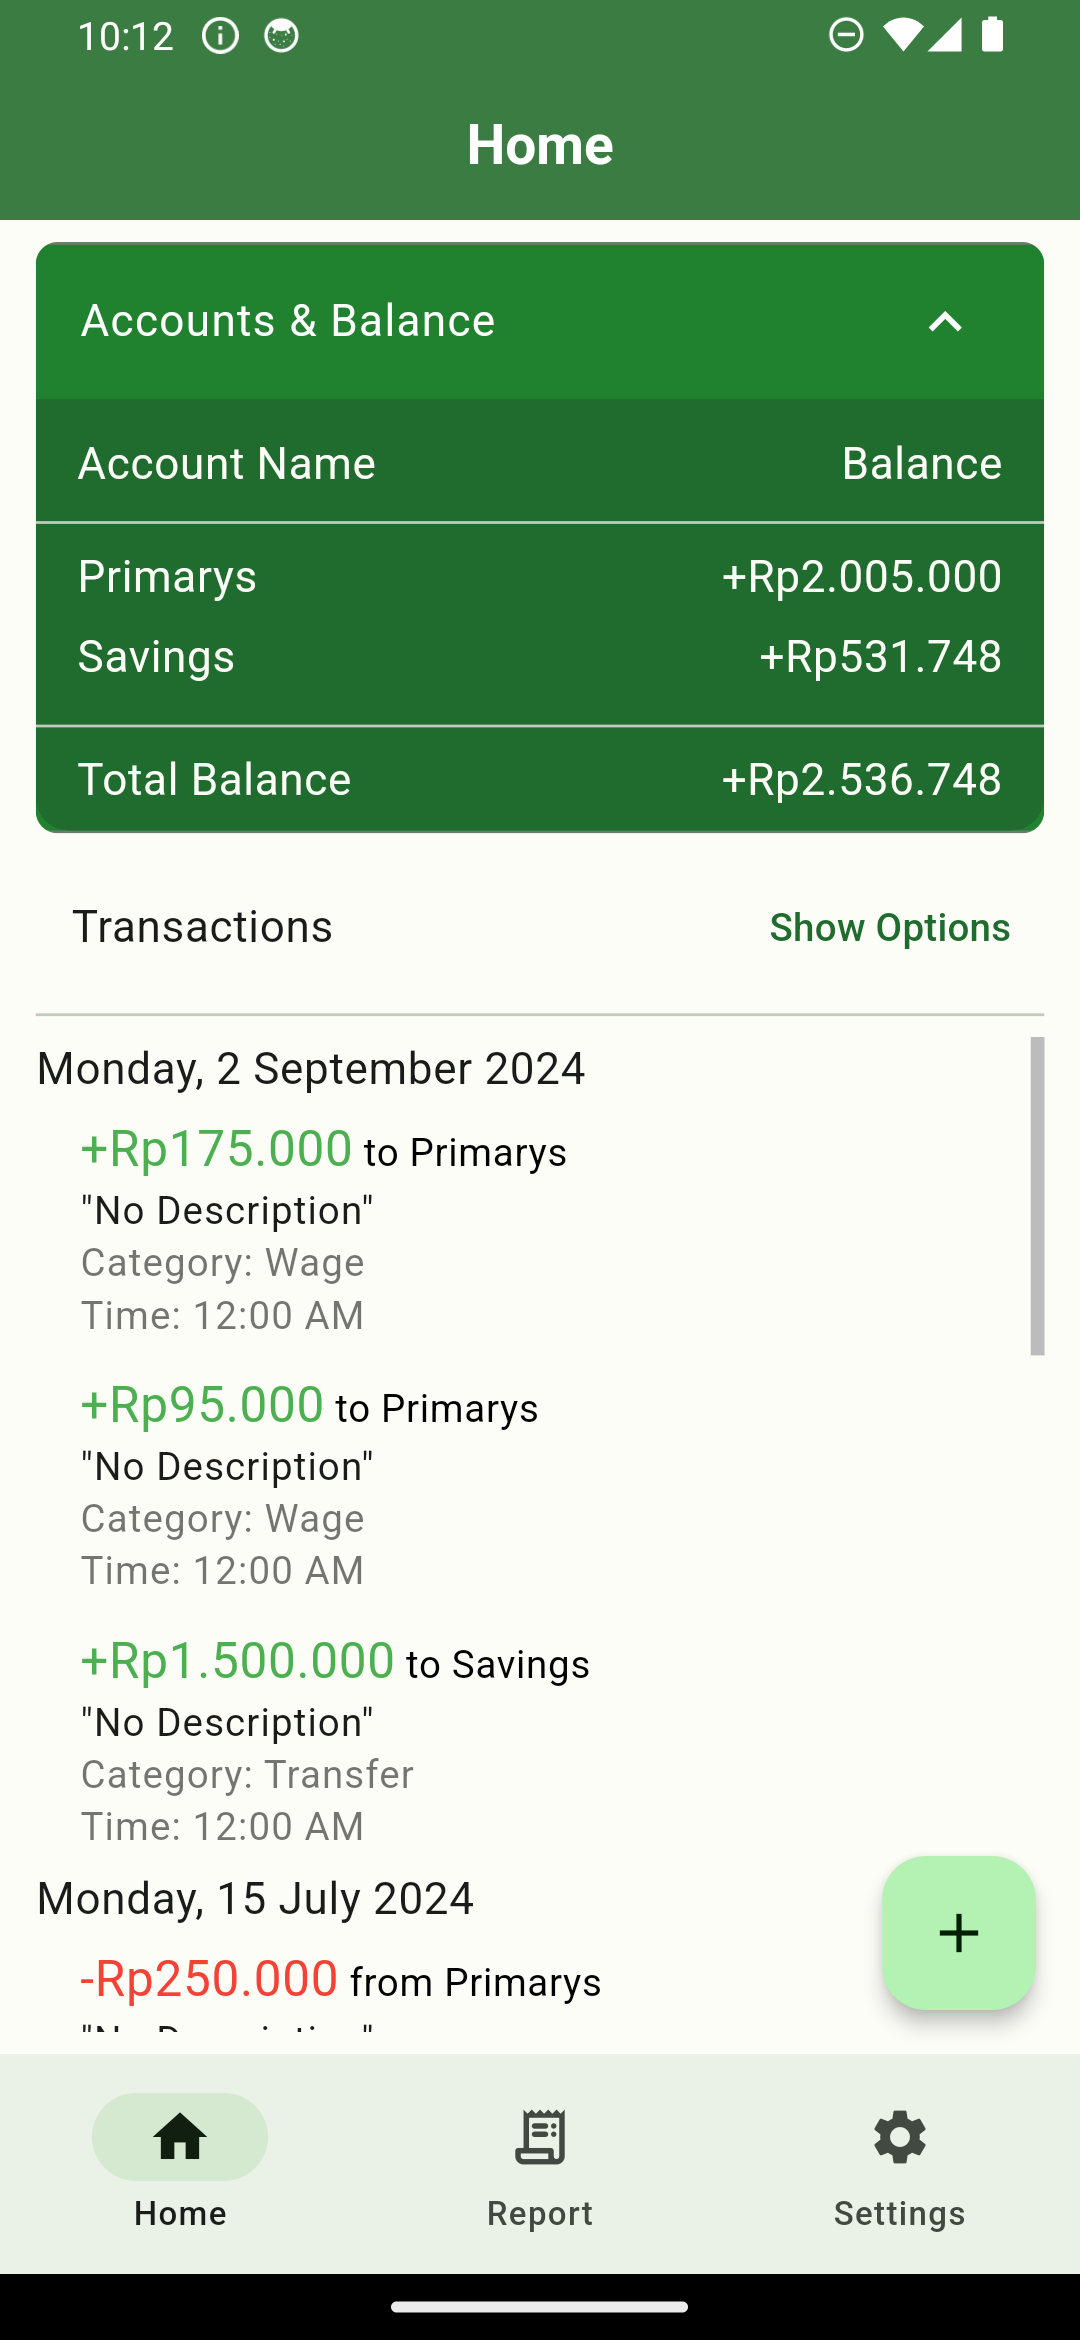 10:12
Home
Accounts & Balance
Account Name Balance
Primarys +Rp2.005.000
Savings +Rp531.748
Total Balance +Rp2.536.748
Transactions Show Options
Monday, 2 September 2024
+Rp175.000 to Primarys
"No Description"
Category: Wage
Time: 12:00 AM
+Rp95.000 to Primarys
"No Description"
Category: Wage
Time: 12:00 AM
+Rp1.500.000 to Savings
"No Description"
Category: Transfer
Time: 12:00 AM
Monday, 15 July 2024
-Rp250.000 from Primarys
"No Description"
Home Report Settings